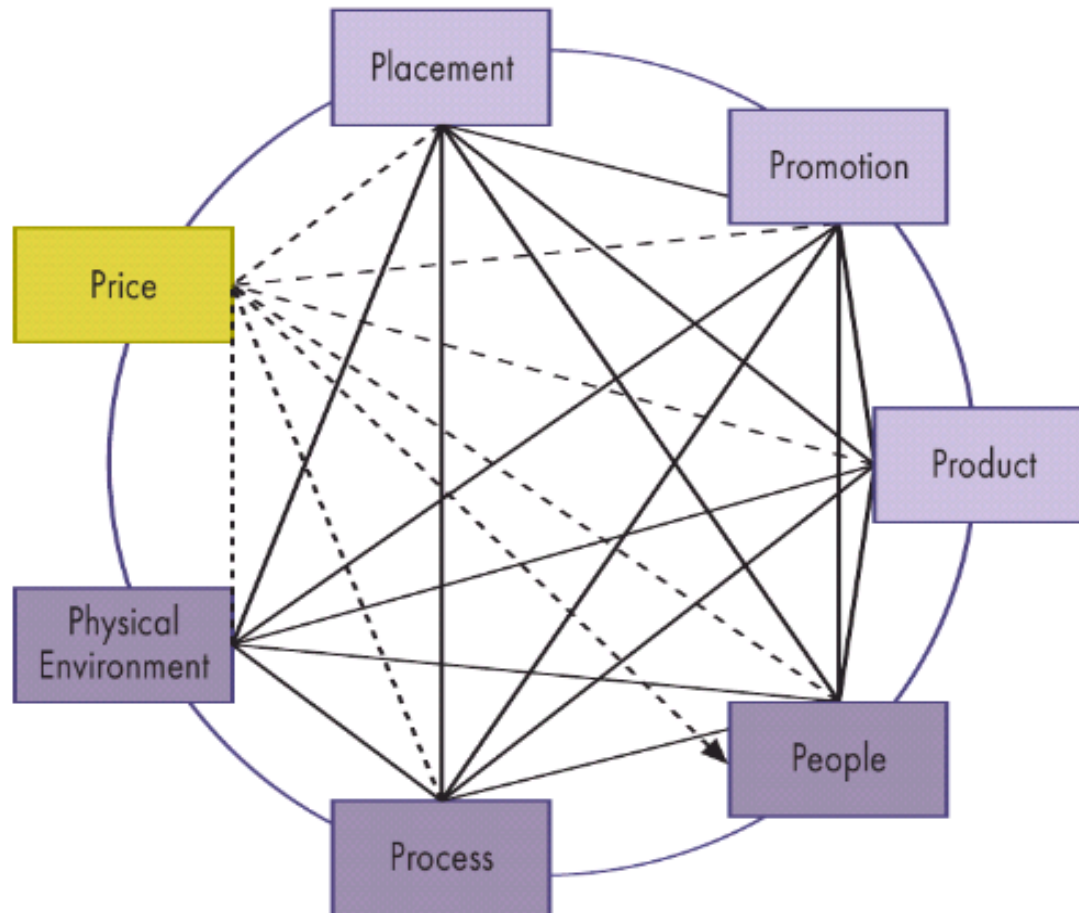 Placement
Promotion
Price
Product
Physical
Environment
People
Process